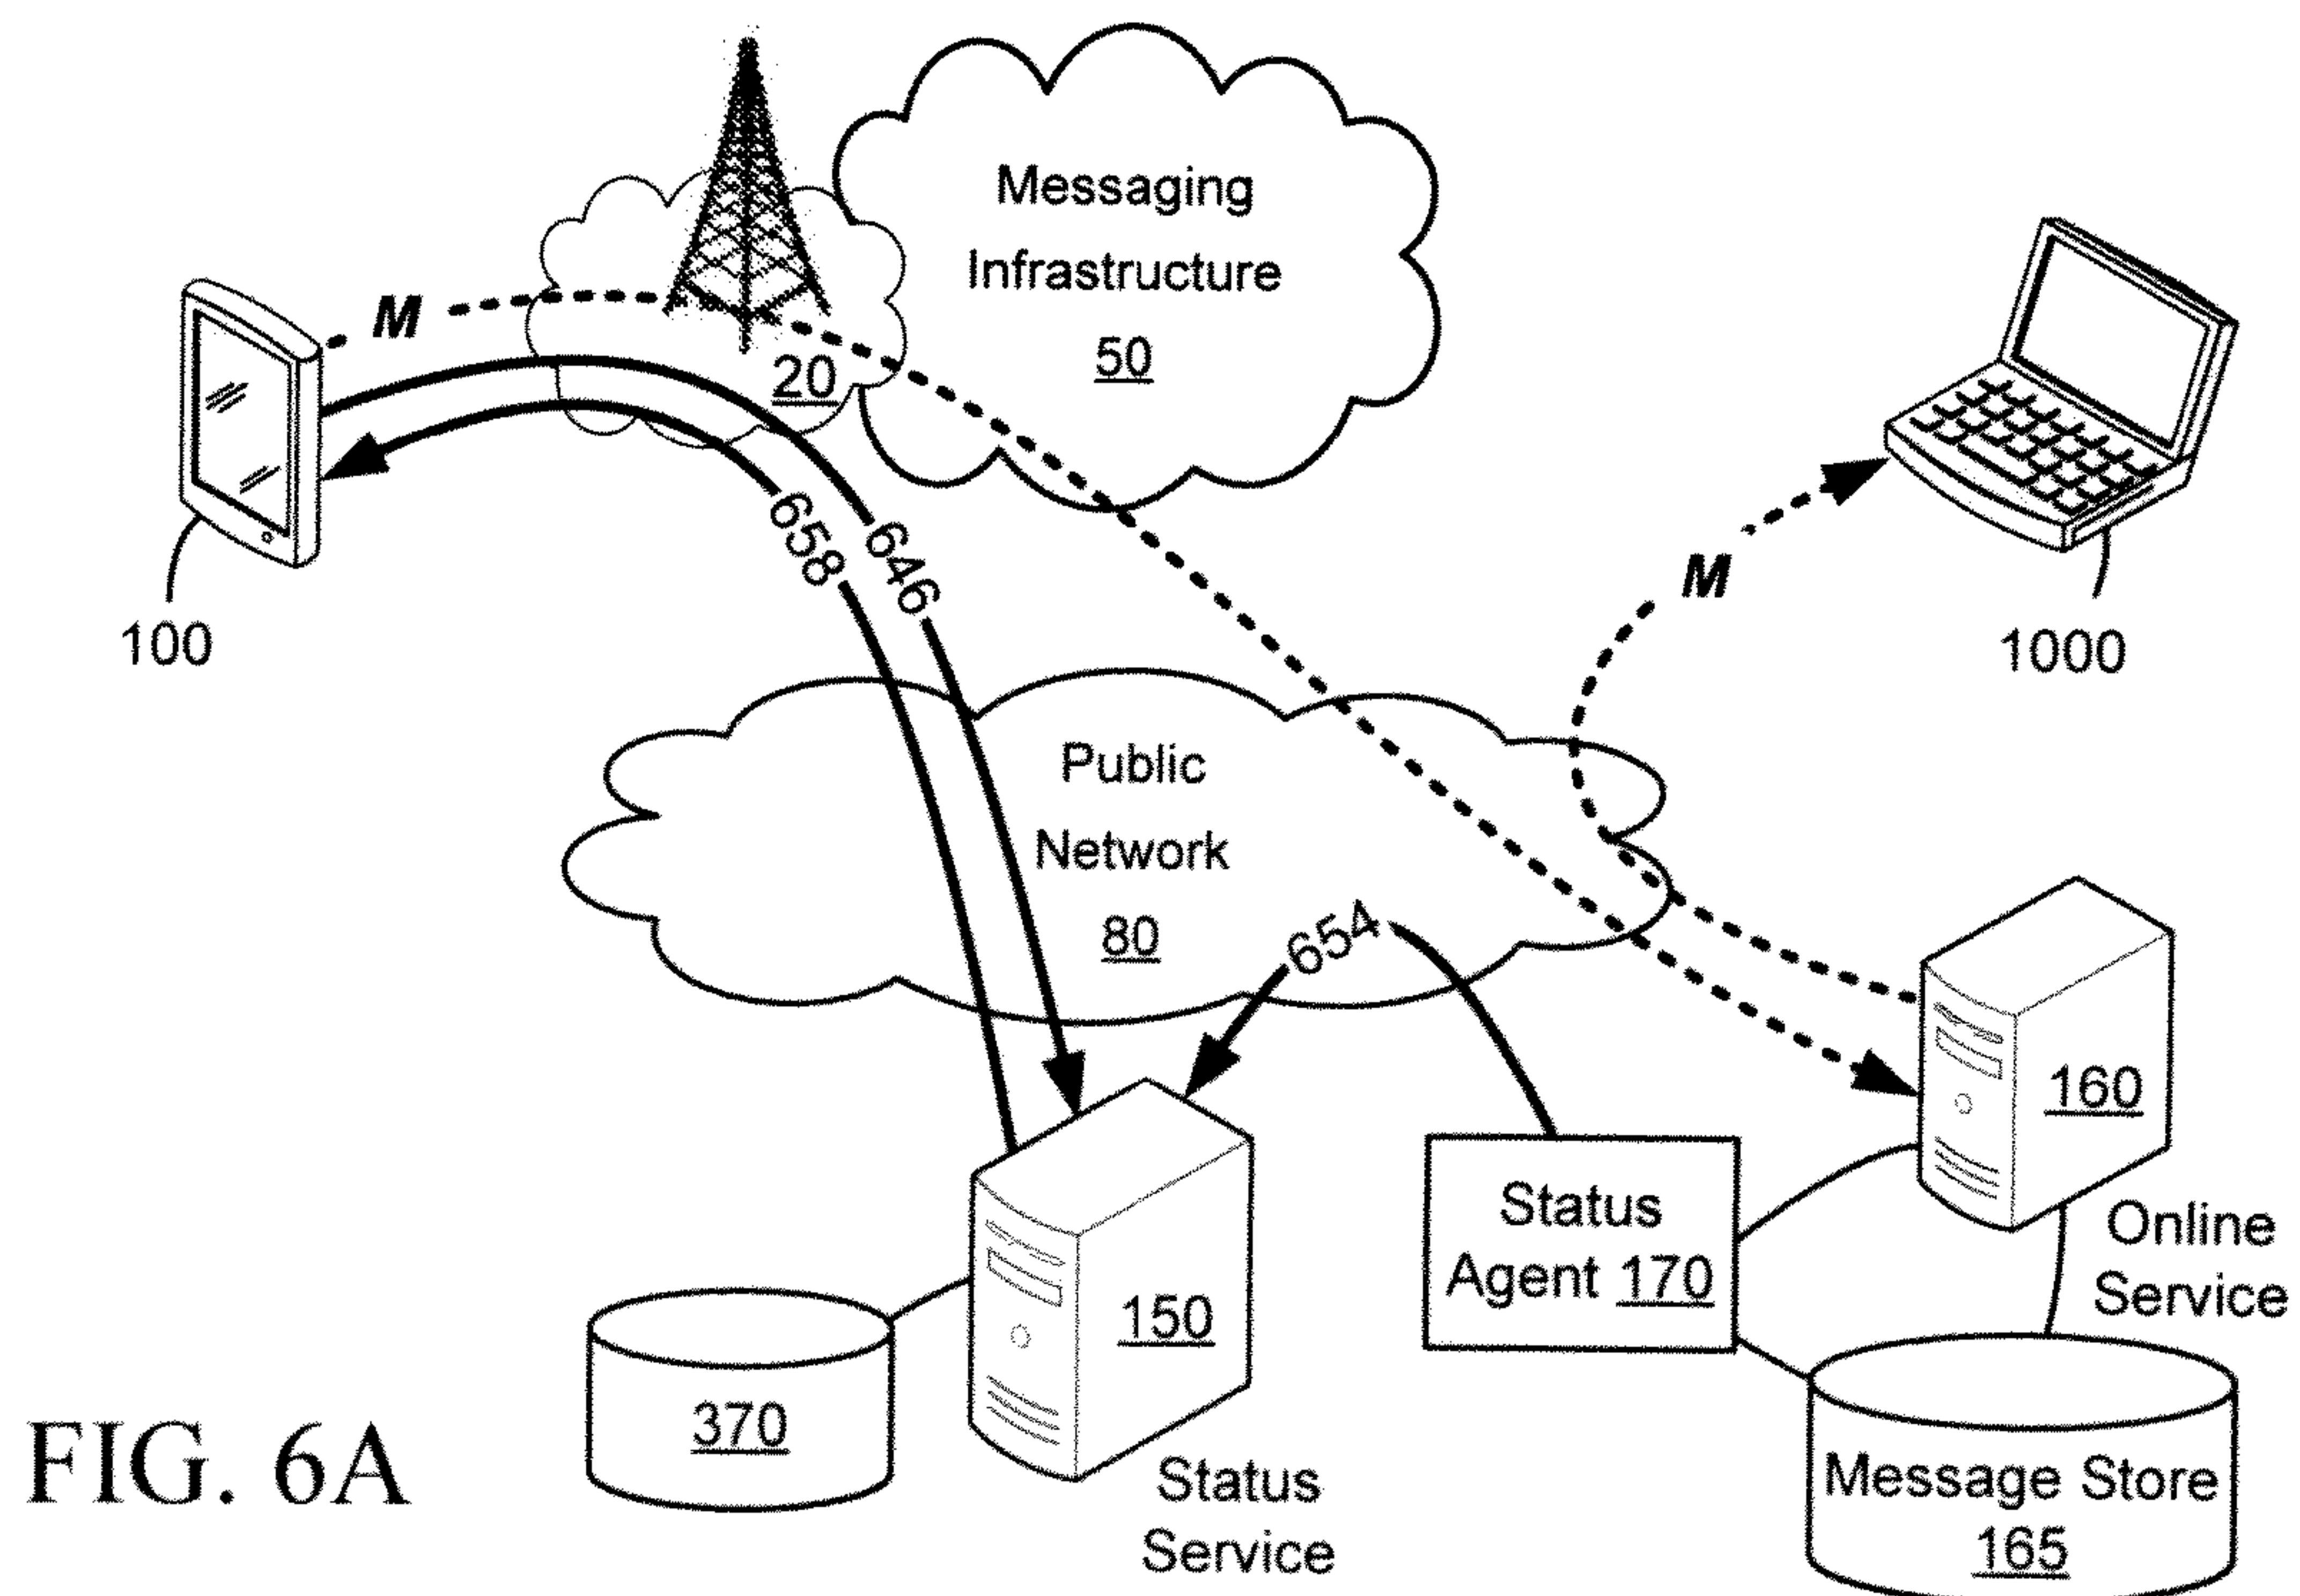 Messaging
Infrastructure
50
M
20
658
646
100
M
1000
Public
Network
80
654
160
Status
Agent 170
Online
Service
150
370
Status
Service
Message Store
165
FIG. 6A